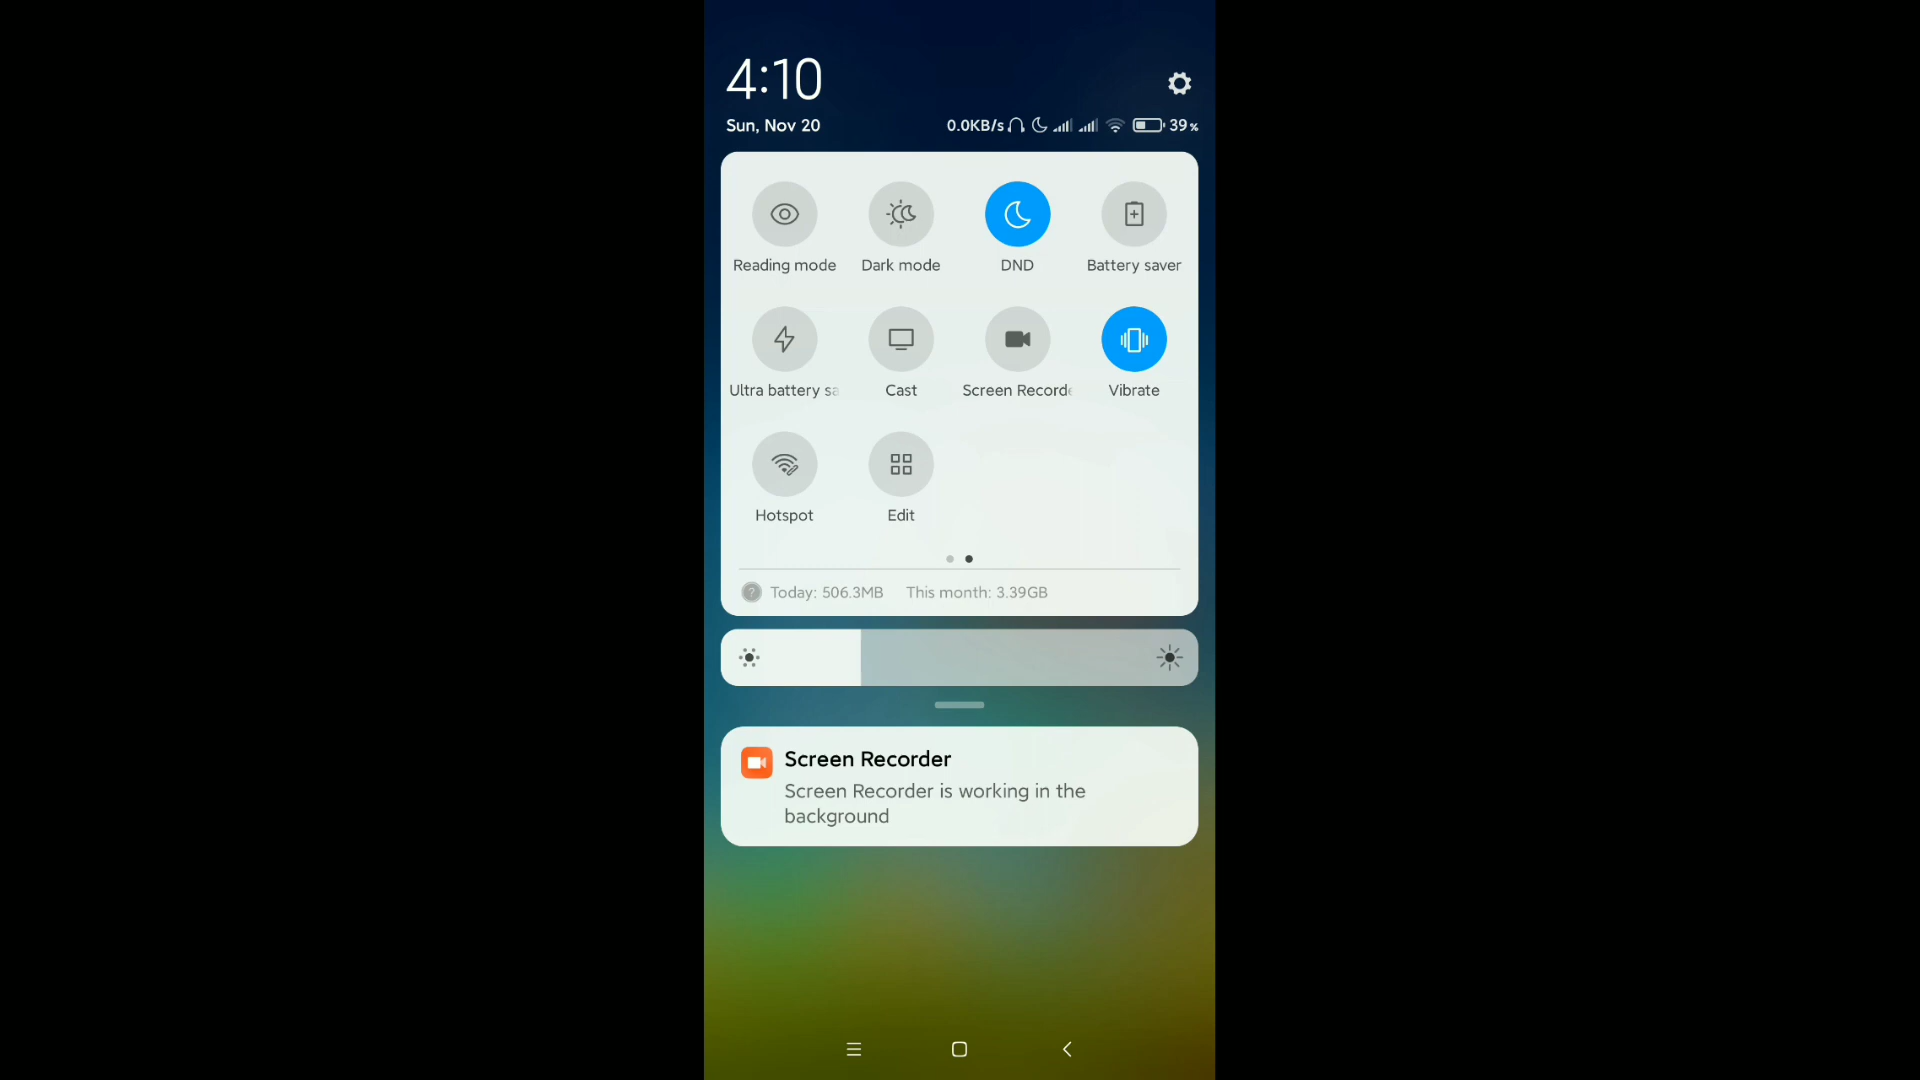 4:10
Sun, Nov 20
0.0KB/s 39%
Reading mode
Dark mode
DND
Battery saver
Ultra battery sa
Cast
Screen Recorde
Vibrate
Hotspot
Edit
? Today: 506.3MB This month: 3.39GB
Screen Recorder
Screen Recorder is working in the
background